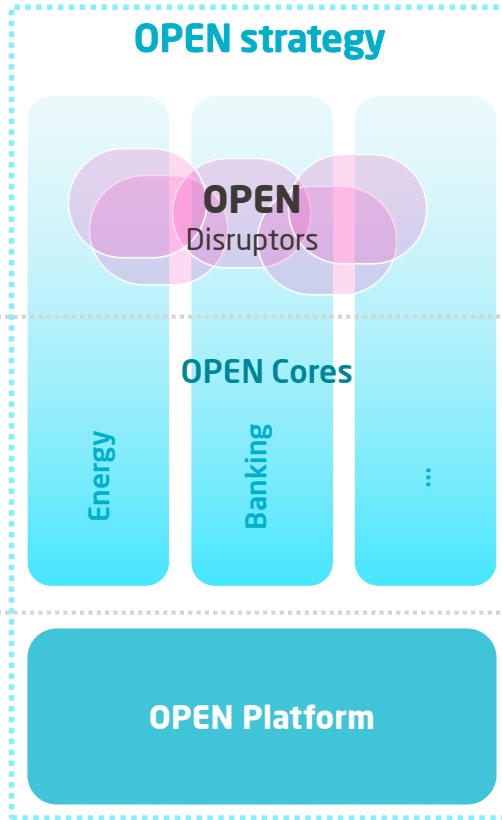 OPEN strategy
OPEN
Disruptors
OPEN Cores
Energy
Banking
...
OPEN Platform